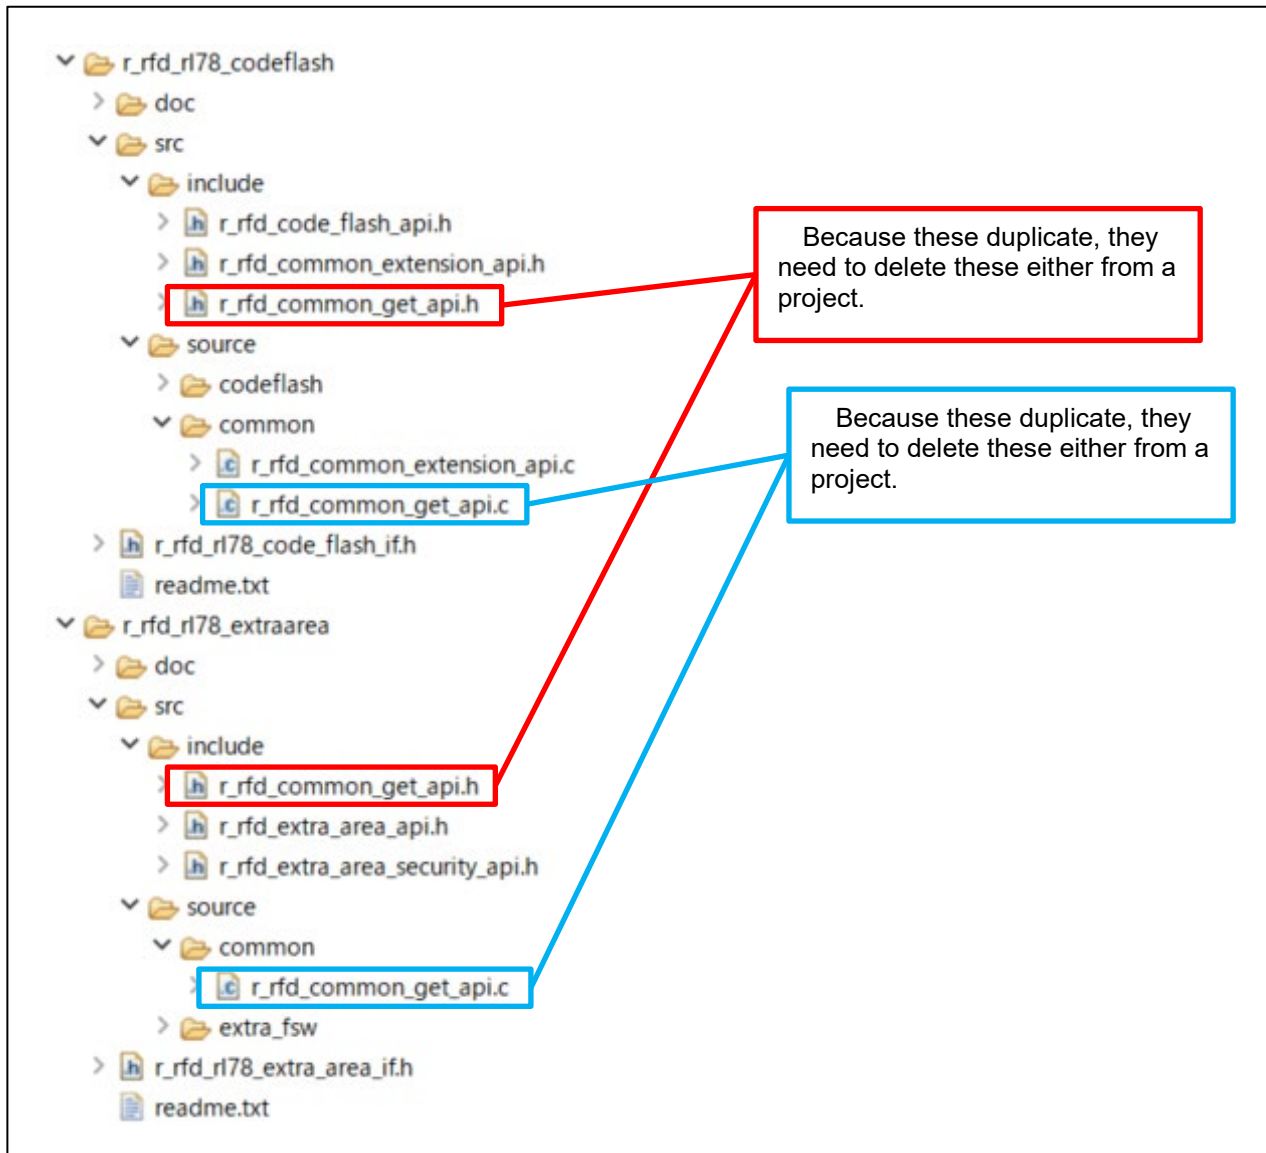 r_rfd_rl78_codeflash
doc
src
include
r_rfd_code_flash_api.h
r_rfd_common_extension_api.h
r_rfd_common_get_api.h
source
codeflash
common
r_rfd_common_extension_api.c
r_rfd_common_get_api.c
r_rfd_rl78_code_flash_if.h
readme.txt
r_rfd_rl78_extraarea
doc
src
include
r_rfd_common_get_api.h
r_rfd_extra_area_api.h
r_rfd_extra_area_security_api.h
source
common
r_rfd_common_get_api.c
extra_fsw
r_rfd_rl78_extra_area_if.h
readme.txt
Because these duplicate, they
need to delete these either from a
project.
Because these duplicate, they
need to delete these either from a
project.